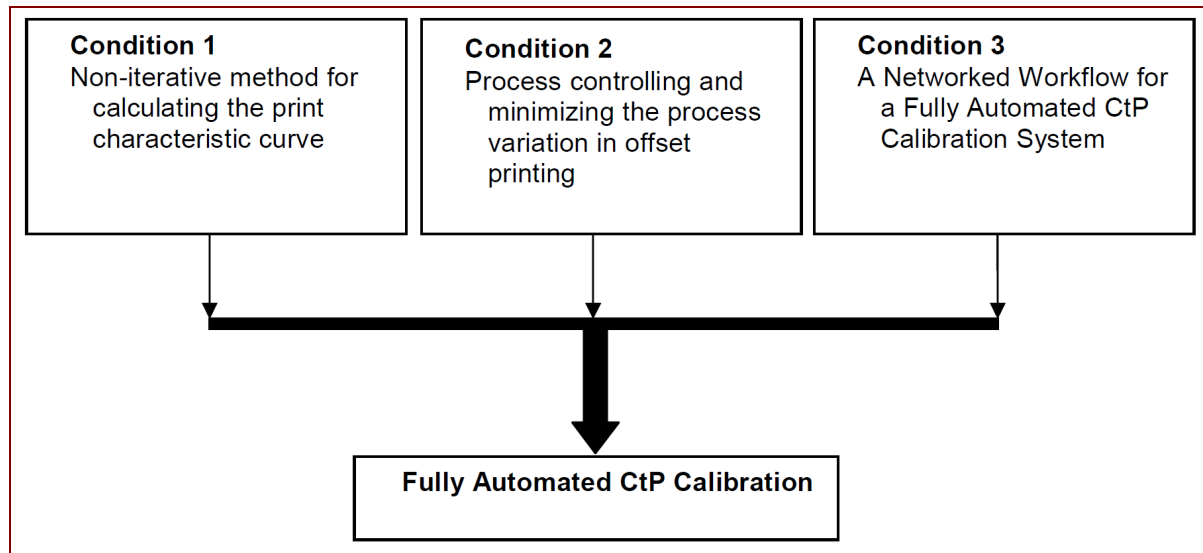 Condition 1
Non-iterative method for
calculating the print
characteristic curve
Condition 2
Process controlling and
minimizing the process
variation in offset
printing
Condition 3
A Networked Workflow for
a Fully Automated CtP
Calibration System
Fully Automated CtP Calibration